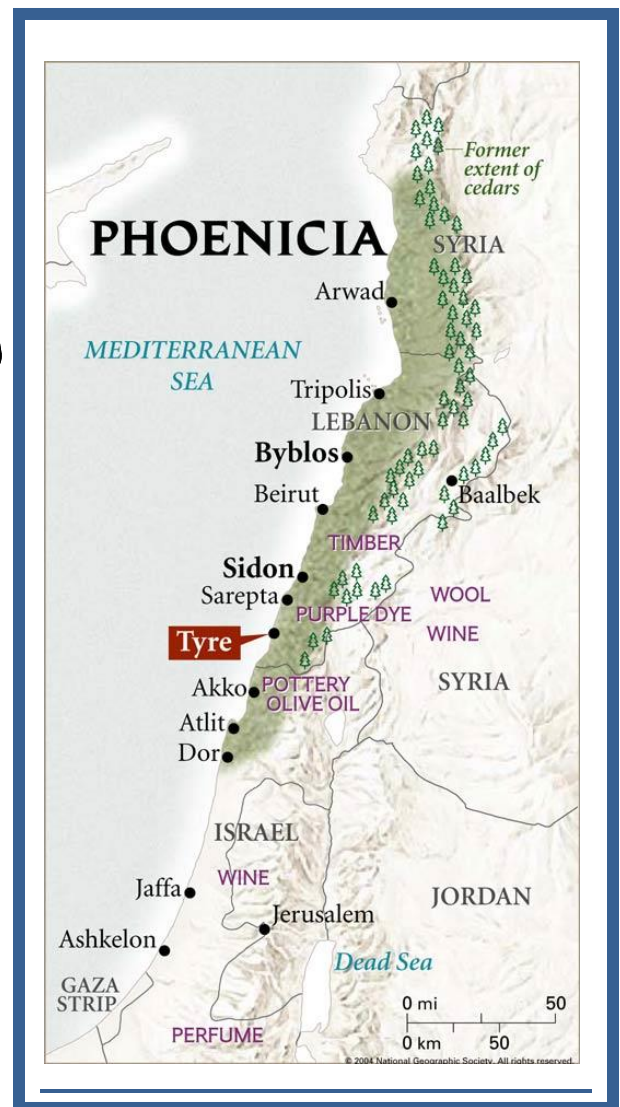 Former
extent of
cedars
PHOENICIA
SYRIA
Arwad
MEDITERRANEAN
SEA
Tripolis
LEBANON
Byblos
Baalbek
Beirut
TIMBER
Sidon
Sarepta
WOOL
PURPLE DYE
WINE
Tyre
Akko
POTTERY
OLIVE OIL
SYRIA
Atlit
Dor
ISRAEL
WINE
Jaffa
JORDAN
Jerusalem
Ashkelon
Dead Sea
GAZA
STRIP
0 mi 50
PERFUME
0 km 50
© 2004 National Geographic Society. All rights reserved.